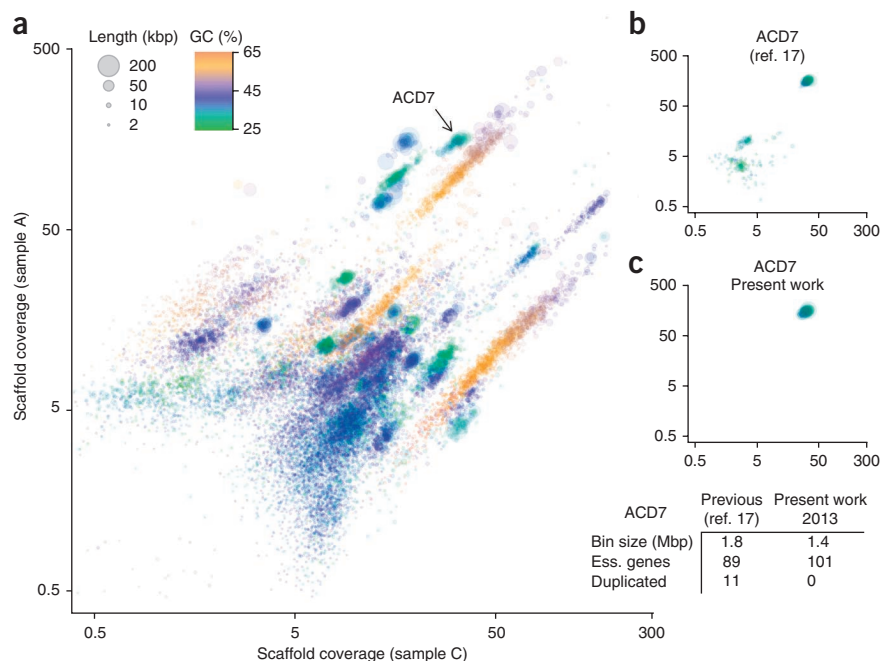 a
Length (kbp)
200
50
10
2
GC (%)
65
45
25
ACD7
500
50
5
0.5
Scaffold coverage (sample A)
0.5
5
50
300
Scaffold coverage (sample C)
b
ACD7
(ref. 17)
500
50
5
0.5
0.5
5
50
300
c
ACD7
Present work
500
50
5
0.5
0.5
5
50
300
ACD7
Previous
(ref. 17)
Present work
2013
Bin size (Mbp) 1.8 1.4
Ess. genes 89 101
Duplicated 11 0